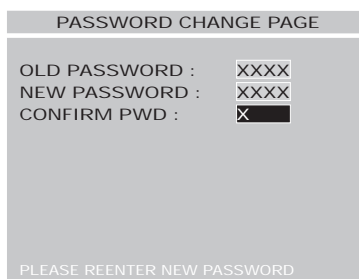 PASSWORD CHANGE PAGE
OLD PASSWORD : XXXX
NEW PASSWORD : XXXX
CONFIRM PWD : X
PLEASE REENTER NEW PASSWORD